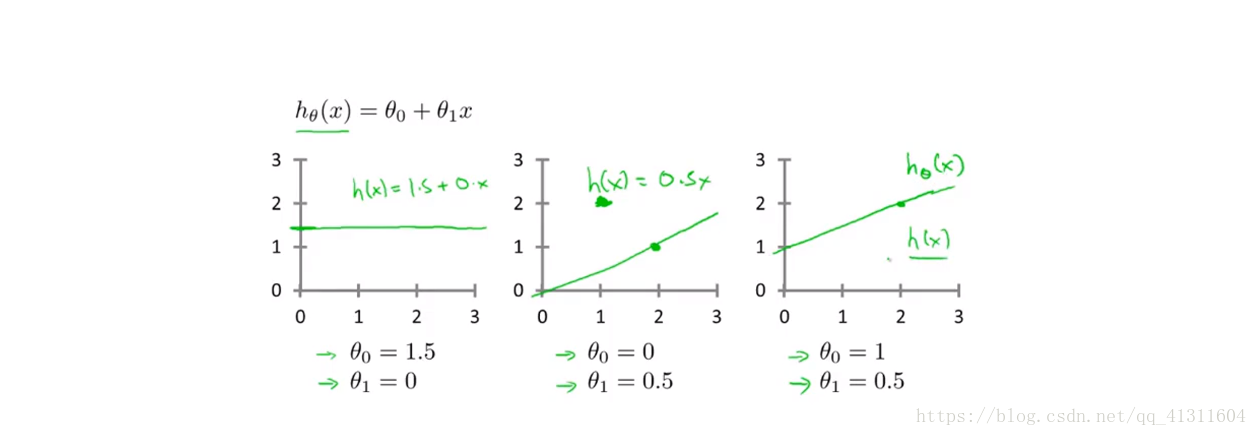 hθ(x) = θ0 + θ1x
3
2
1
0
0 1 2 3
h(x) = 1.5 + 0·x
θ0 = 1.5
θ1 = 0
3
2
1
0
0 1 2 3
h(x) = 0.5x
θ0 = 0
θ1 = 0.5
3
2
1
0
0 1 2 3
hθ(x)
h(x)
θ0 = 1
θ1 = 0.5
https://blog.csdn.net/qq_41311604